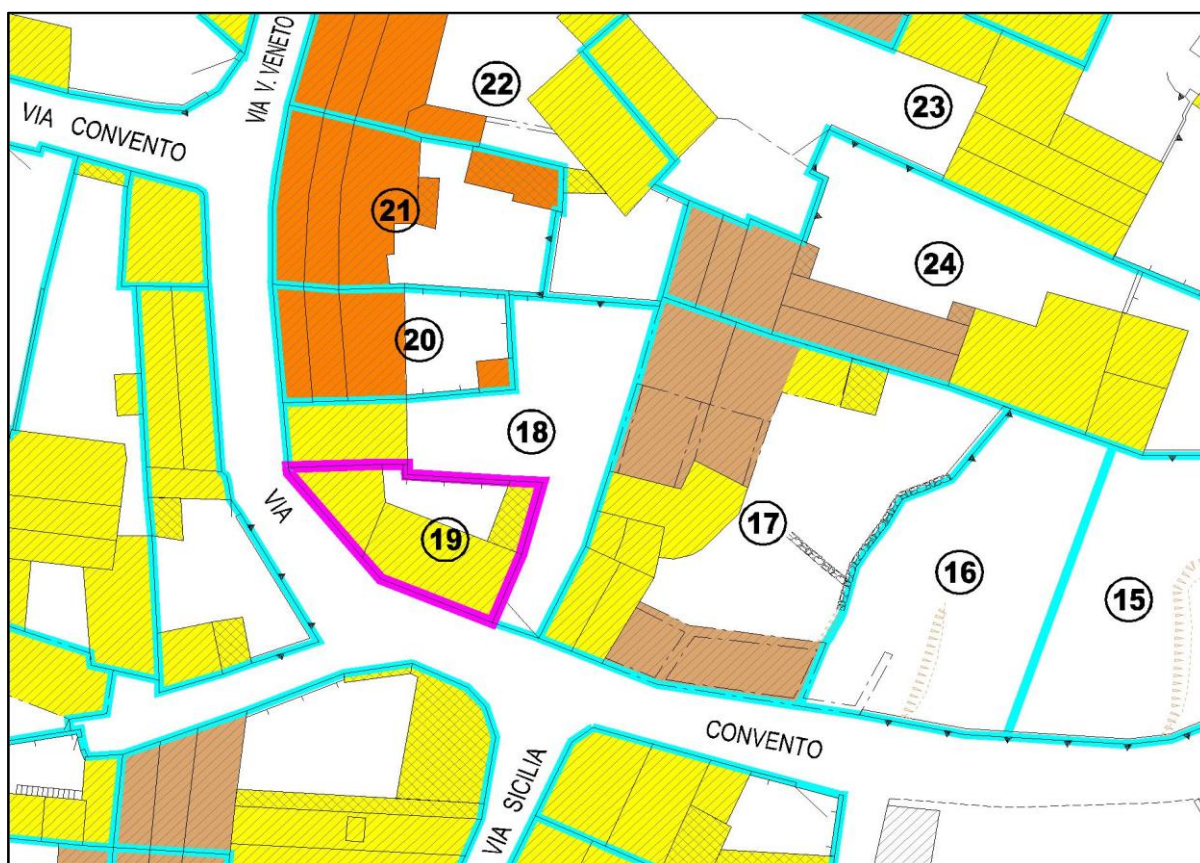 VIA V. VENETO
VIA CONVENTO
22
23
21
24
20
18
VIA
19
17
16
15
CONVENTO
VIA SICILIA